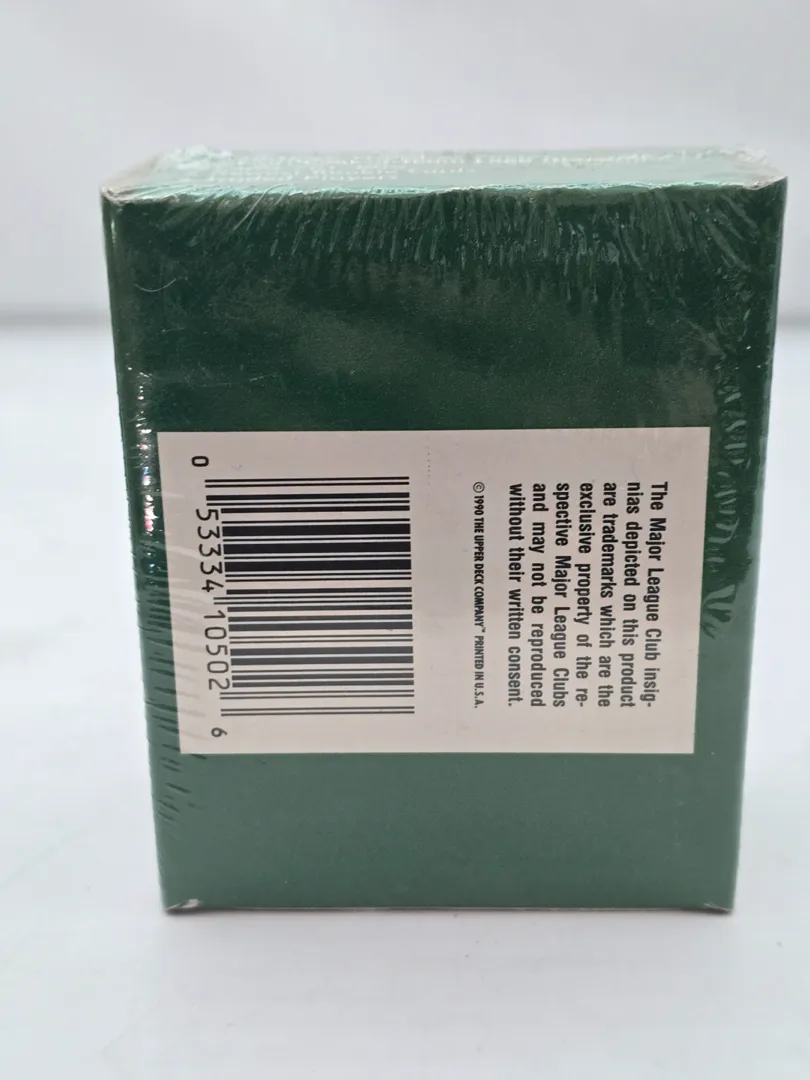 The Major League Club insig-
nias depicted on this product
are trademarks which are the
exclusive property of the re-
spective Major League Clubs
and may not be reproduced
without their written consent.
© 1990 THE UPPER DECK COMPANY™ PRINTED IN U.S.A.
0 53334 10502 6